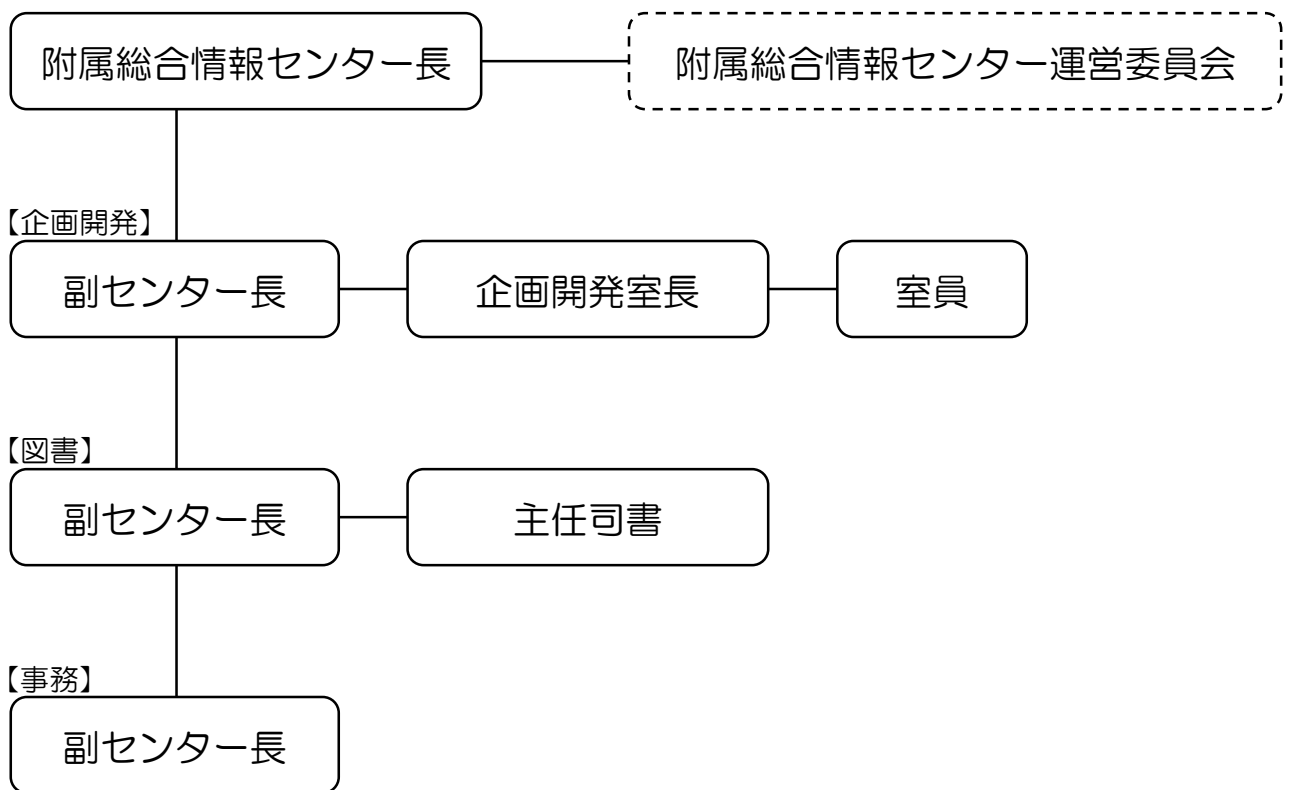 附属総合情報センター長
附属総合情報センター運営委員会
【企画開発】
副センター長
企画開発室長
室員
【図書】
副センター長
主任司書
【事務】
副センター長